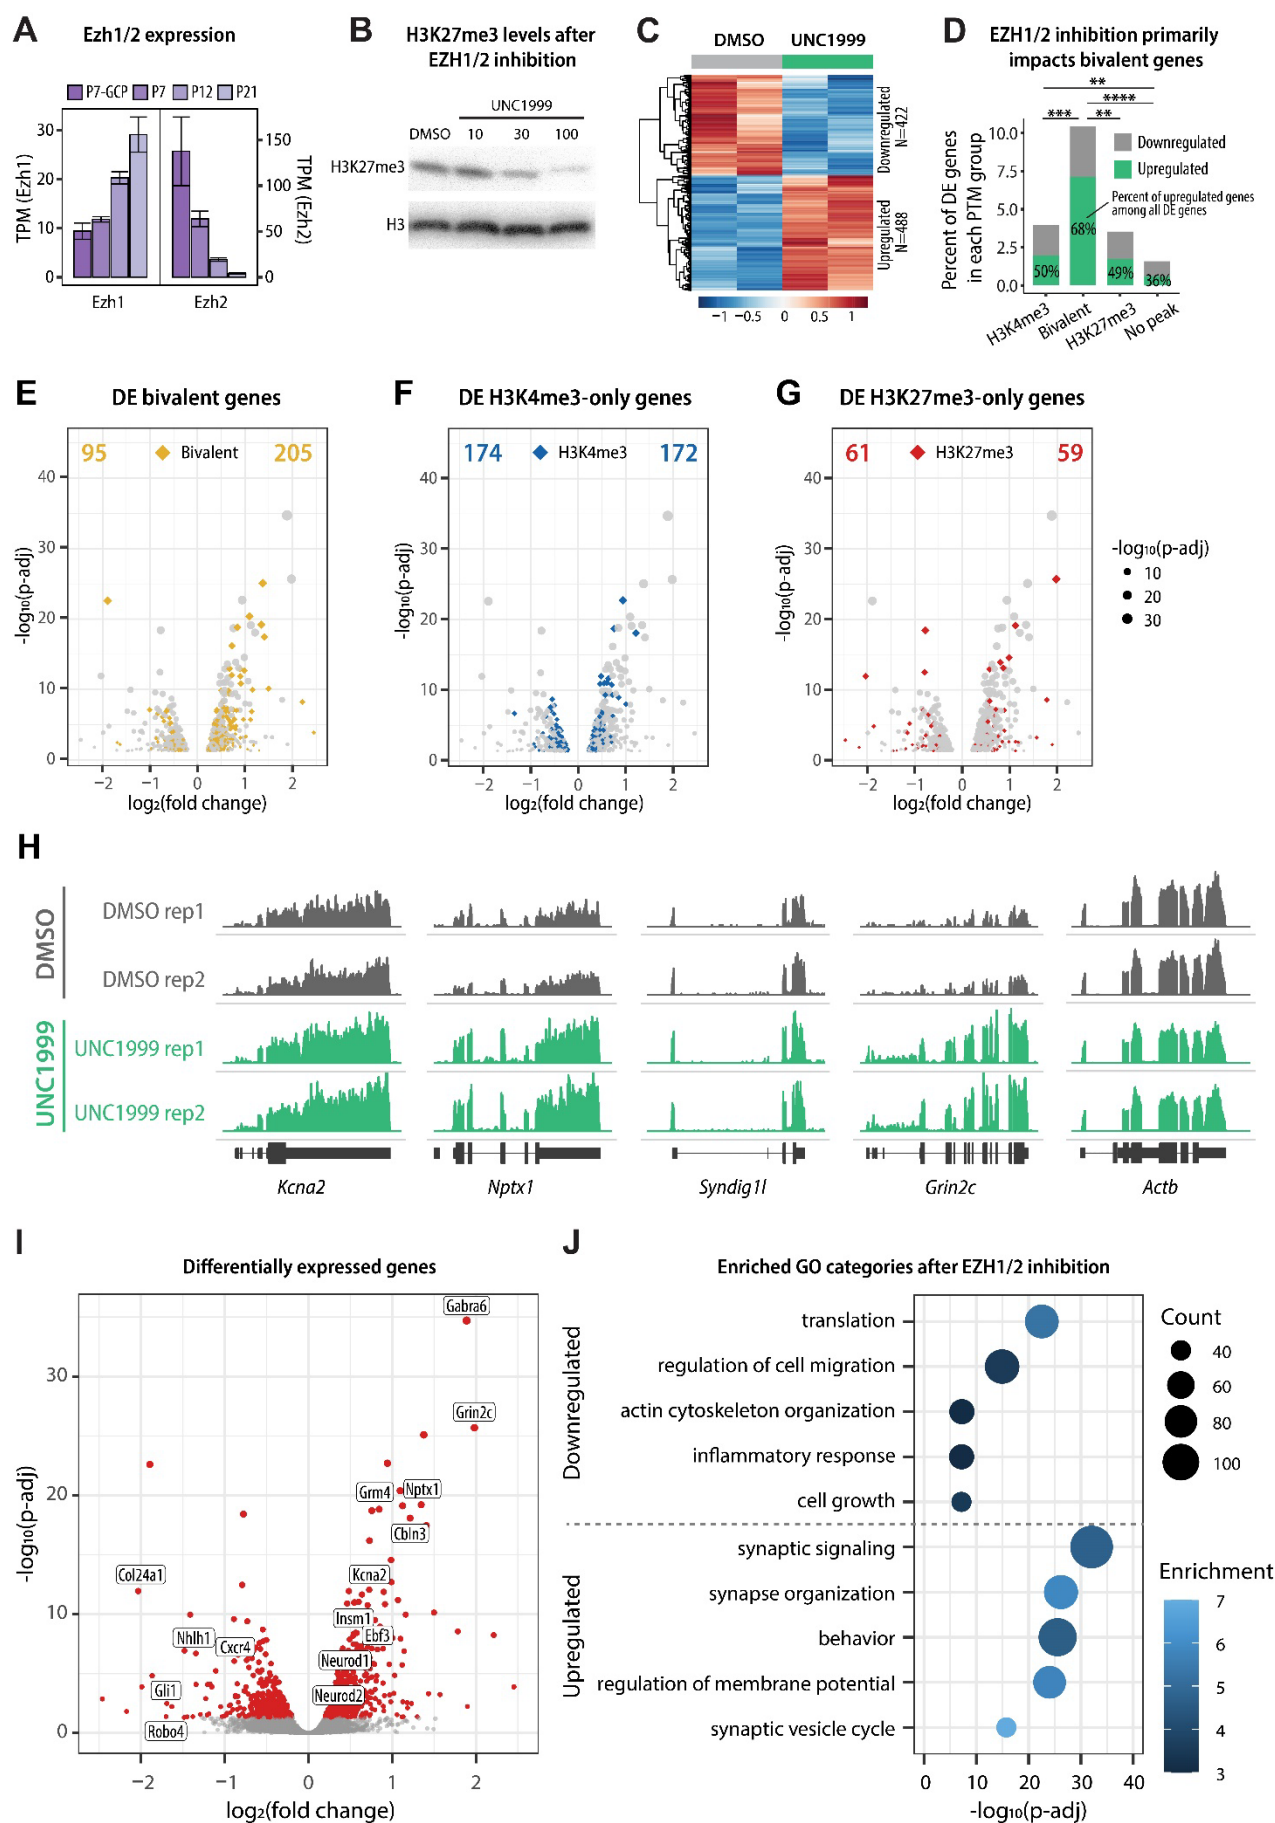 A
Ezh1/2 expression
P7-GCP P7 P12 P21
30
20
10
0
TPM (Ezh1)
150
100
50
0
TPM (Ezh2)
Ezh1 Ezh2
B
H3K27me3 levels after
EZH1/2 inhibition
UNC1999
DMSO 10 30 100
H3K27me3
H3
C
DMSO UNC1999
Downregulated
N=422
Upregulated
N=488
−1 −0.5 0 0.5 1
D
EZH1/2 inhibition primarily
impacts bivalent genes
**
****
*** **
Percent of DE genes
in each PTM group
10.0
7.5
5.0
2.5
0.0
Downregulated
Upregulated
Percent of upregulated genes
among all DE genes
50%
68%
49%
36%
H3K4me3
Bivalent
H3K27me3
No peak
E
DE bivalent genes
95 Bivalent 205
-log₁₀(p-adj)
40
30
20
10
0
−2 −1 0 1 2
log₂(fold change)
F
DE H3K4me3-only genes
174 H3K4me3 172
-log₁₀(p-adj)
40
30
20
10
0
−2 −1 0 1 2
log₂(fold change)
G
DE H3K27me3-only genes
61 H3K27me3 59
-log₁₀(p-adj)
40
30
20
10
0
−2 −1 0 1 2
log₂(fold change)
-log₁₀(p-adj)
10
20
30
H
DMSO
DMSO rep1
DMSO rep2
UNC1999
UNC1999 rep1
UNC1999 rep2
Kcna2 Nptx1 Syndig1l Grin2c Actb
I
Differentially expressed genes
-log₁₀(p-adj)
30
20
10
0
Gabra6
Grin2c
Grm4
Nptx1
Cbln3
Kcna2
Col24a1
Insm1
Nhlh1
Cxcr4
Ebf3
Neurod1
Gli1
Neurod2
Robo4
−2 −1 0 1 2
log₂(fold change)
J
Enriched GO categories after EZH1/2 inhibition
Downregulated
translation
regulation of cell migration
actin cytoskeleton organization
inflammatory response
cell growth
Upregulated
synaptic signaling
synapse organization
behavior
regulation of membrane potential
synaptic vesicle cycle
0 10 20 30 40
-log₁₀(p-adj)
Count
40
60
80
100
Enrichment
7
6
5
4
3